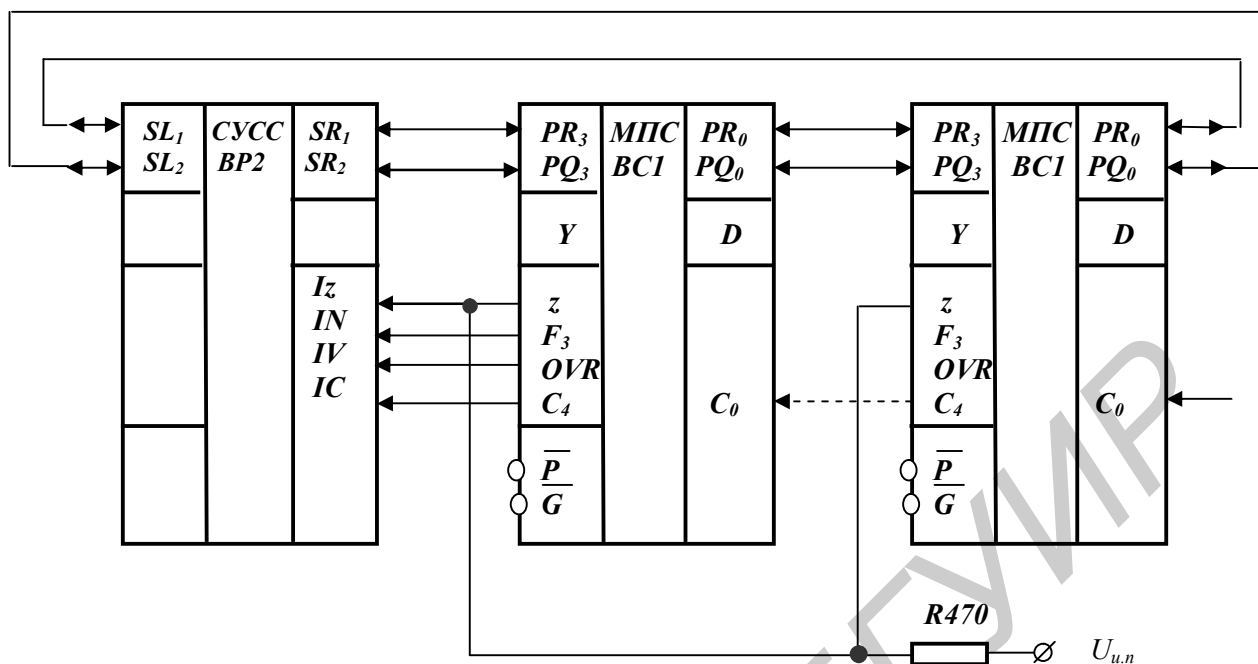 SL₁ СУСС SR₁
SL₂ ВР2 SR₂
Iz
IN
IV
IC
PR₃ МПС PR₀
PQ₃ ВС1 PQ₀
Y D
z
F₃
OVR
C₄ C₀
P̅
G̅
PR₃ МПС PR₀
PQ₃ ВС1 PQ₀
Y D
z
F₃
OVR
C₄ C₀
P̅
G̅
R470
Uи.п
БГУИР